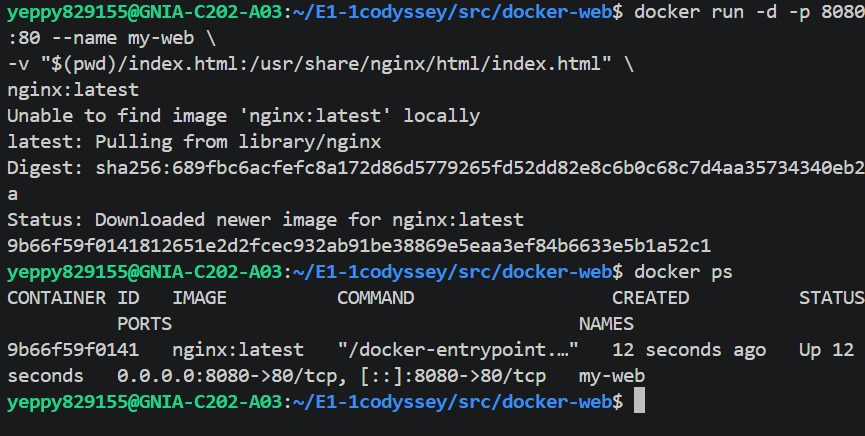 yeppy829155@GNIA-C202-A03:~/E1-1codyssey/src/docker-web$ docker run -d -p 8080
:80 --name my-web \
-v "$(pwd)/index.html:/usr/share/nginx/html/index.html" \
nginx:latest
Unable to find image 'nginx:latest' locally
latest: Pulling from library/nginx
Digest: sha256:689fbc6acfefc8a172d86d5779265fd52dd82e8c6b0c68c7d4aa35734340eb2
a
Status: Downloaded newer image for nginx:latest
9b66f59f0141812651e2d2fcec932ab91be38869e5eaa3ef84b6633e5b1a52c1
yeppy829155@GNIA-C202-A03:~/E1-1codyssey/src/docker-web$ docker ps
CONTAINER ID   IMAGE          COMMAND                  CREATED          STATUS
          PORTS                                     NAMES
9b66f59f0141   nginx:latest   "/docker-entrypoint.…"   12 seconds ago   Up 12
seconds   0.0.0.0:8080->80/tcp, [::]:8080->80/tcp   my-web
yeppy829155@GNIA-C202-A03:~/E1-1codyssey/src/docker-web$